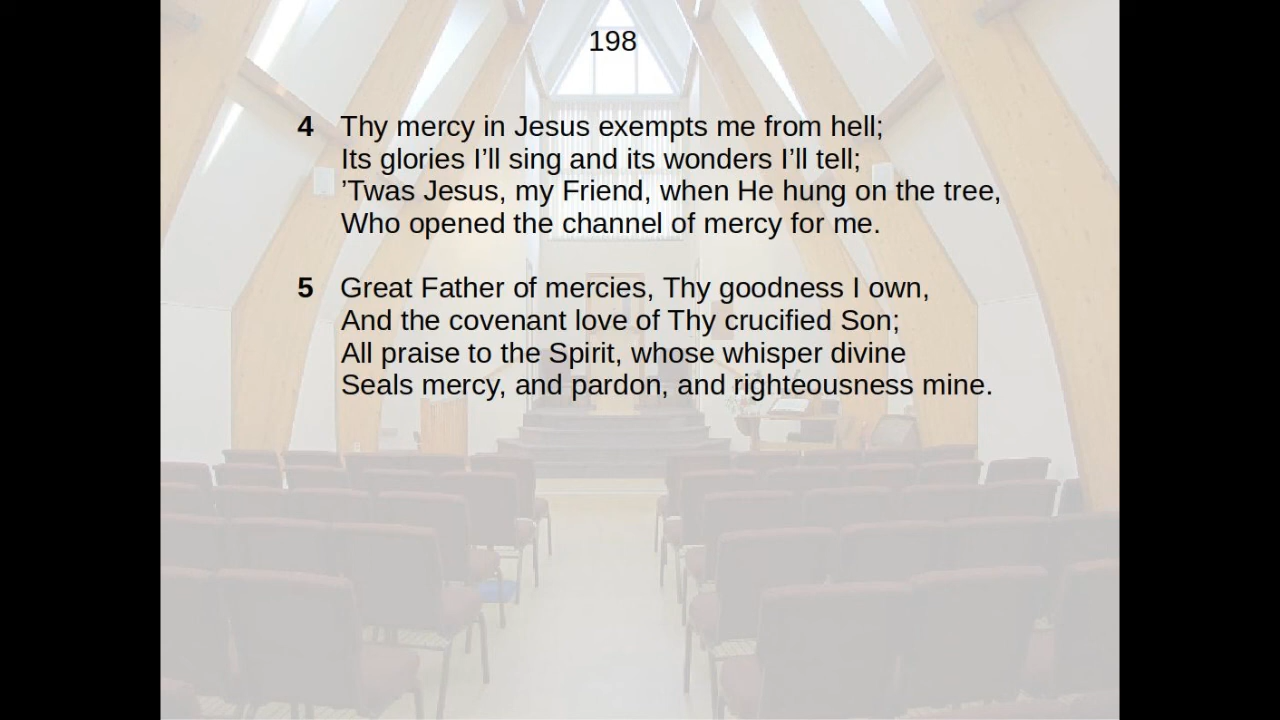 198
4 Thy mercy in Jesus exempts me from hell;
Its glories I’ll sing and its wonders I’ll tell;
’Twas Jesus, my Friend, when He hung on the tree,
Who opened the channel of mercy for me.
5 Great Father of mercies, Thy goodness I own,
And the covenant love of Thy crucified Son;
All praise to the Spirit, whose whisper divine
Seals mercy, and pardon, and righteousness mine.